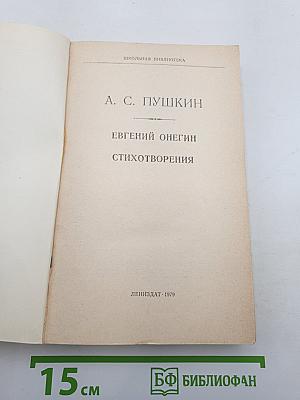 ШКОЛЬНАЯ БИБЛИОТЕКА
А. С. ПУШКИН
ЕВГЕНИЙ ОНЕГИН
СТИХОТВОРЕНИЯ
ЛЕНИЗДАТ · 1979
15 см
БФ БИБЛИОФАН